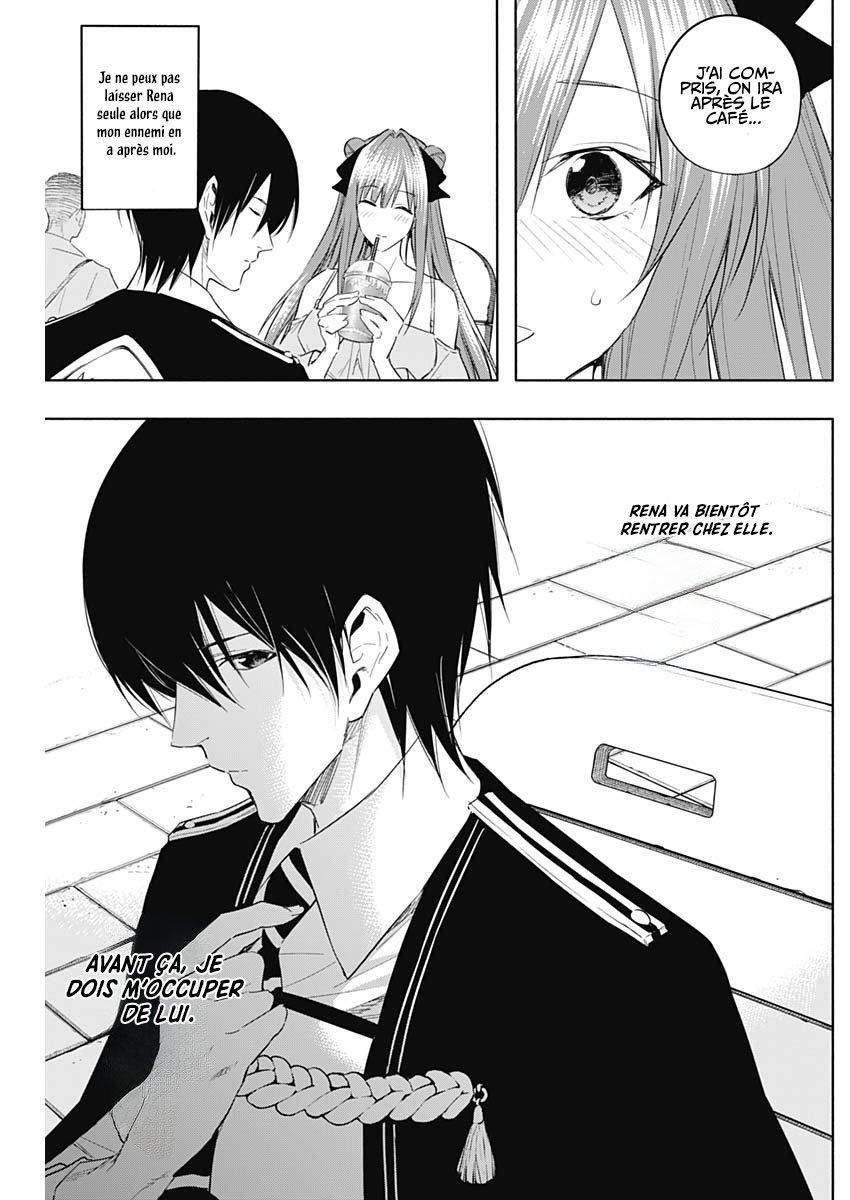 J'AI COM-
PRIS, ON IRA
APRÈS LE
CAFÉ...
Je ne peux pas
laisser Rena
seule alors que
mon ennemi en
a après moi.
RENA VA BIENTÔT
RENTRER CHEZ ELLE.
AVANT ÇA, JE
DOIS M'OCCUPER
DE LUI.